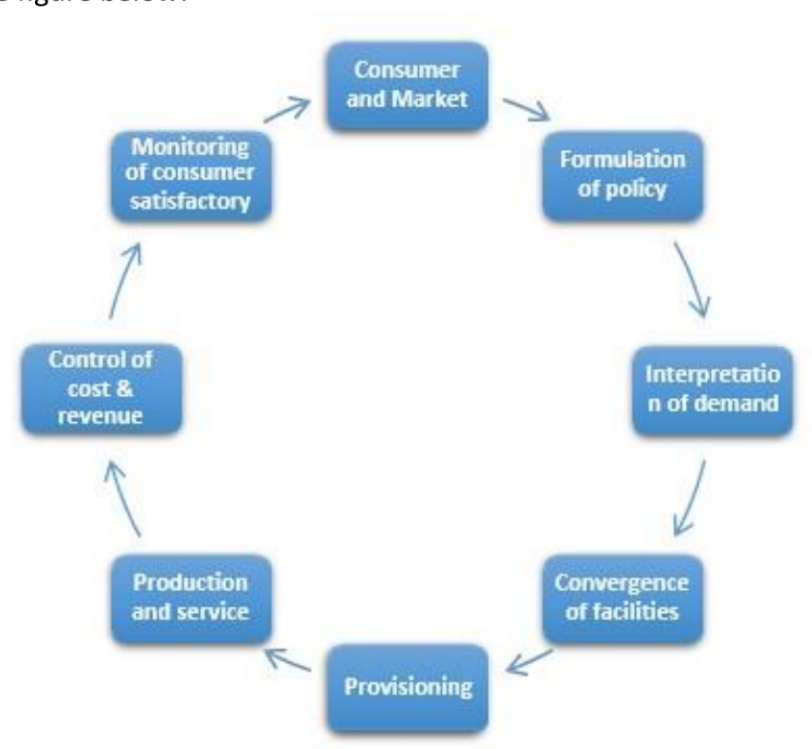 figure below.
Consumer
and Market
Formulation
of policy
Interpretatio
n of demand
Convergence
of facilities
Provisioning
Production
and service
Control of
cost &
revenue
Monitoring
of consumer
satisfactory